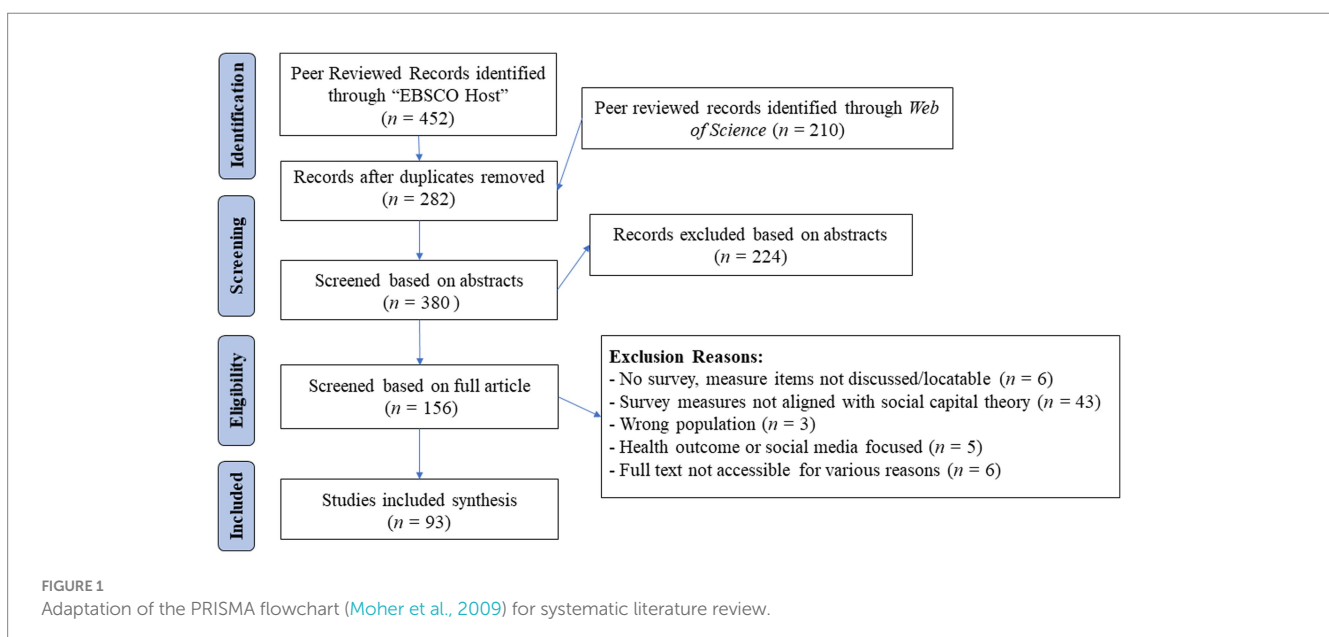 Identification
Peer Reviewed Records identified
through “EBSCO Host”
(n = 452)
Peer reviewed records identified through Web
of Science (n = 210)
Records after duplicates removed
(n = 282)
Screening
Records excluded based on abstracts
(n = 224)
Screened based on abstracts
(n = 380 )
Eligibility
Screened based on full article
(n = 156)
Exclusion Reasons:
- No survey, measure items not discussed/locatable (n = 6)
- Survey measures not aligned with social capital theory (n = 43)
- Wrong population (n = 3)
- Health outcome or social media focused (n = 5)
- Full text not accessible for various reasons (n = 6)
Included
Studies included synthesis
(n = 93)
FIGURE 1
Adaptation of the PRISMA flowchart (Moher et al., 2009) for systematic literature review.